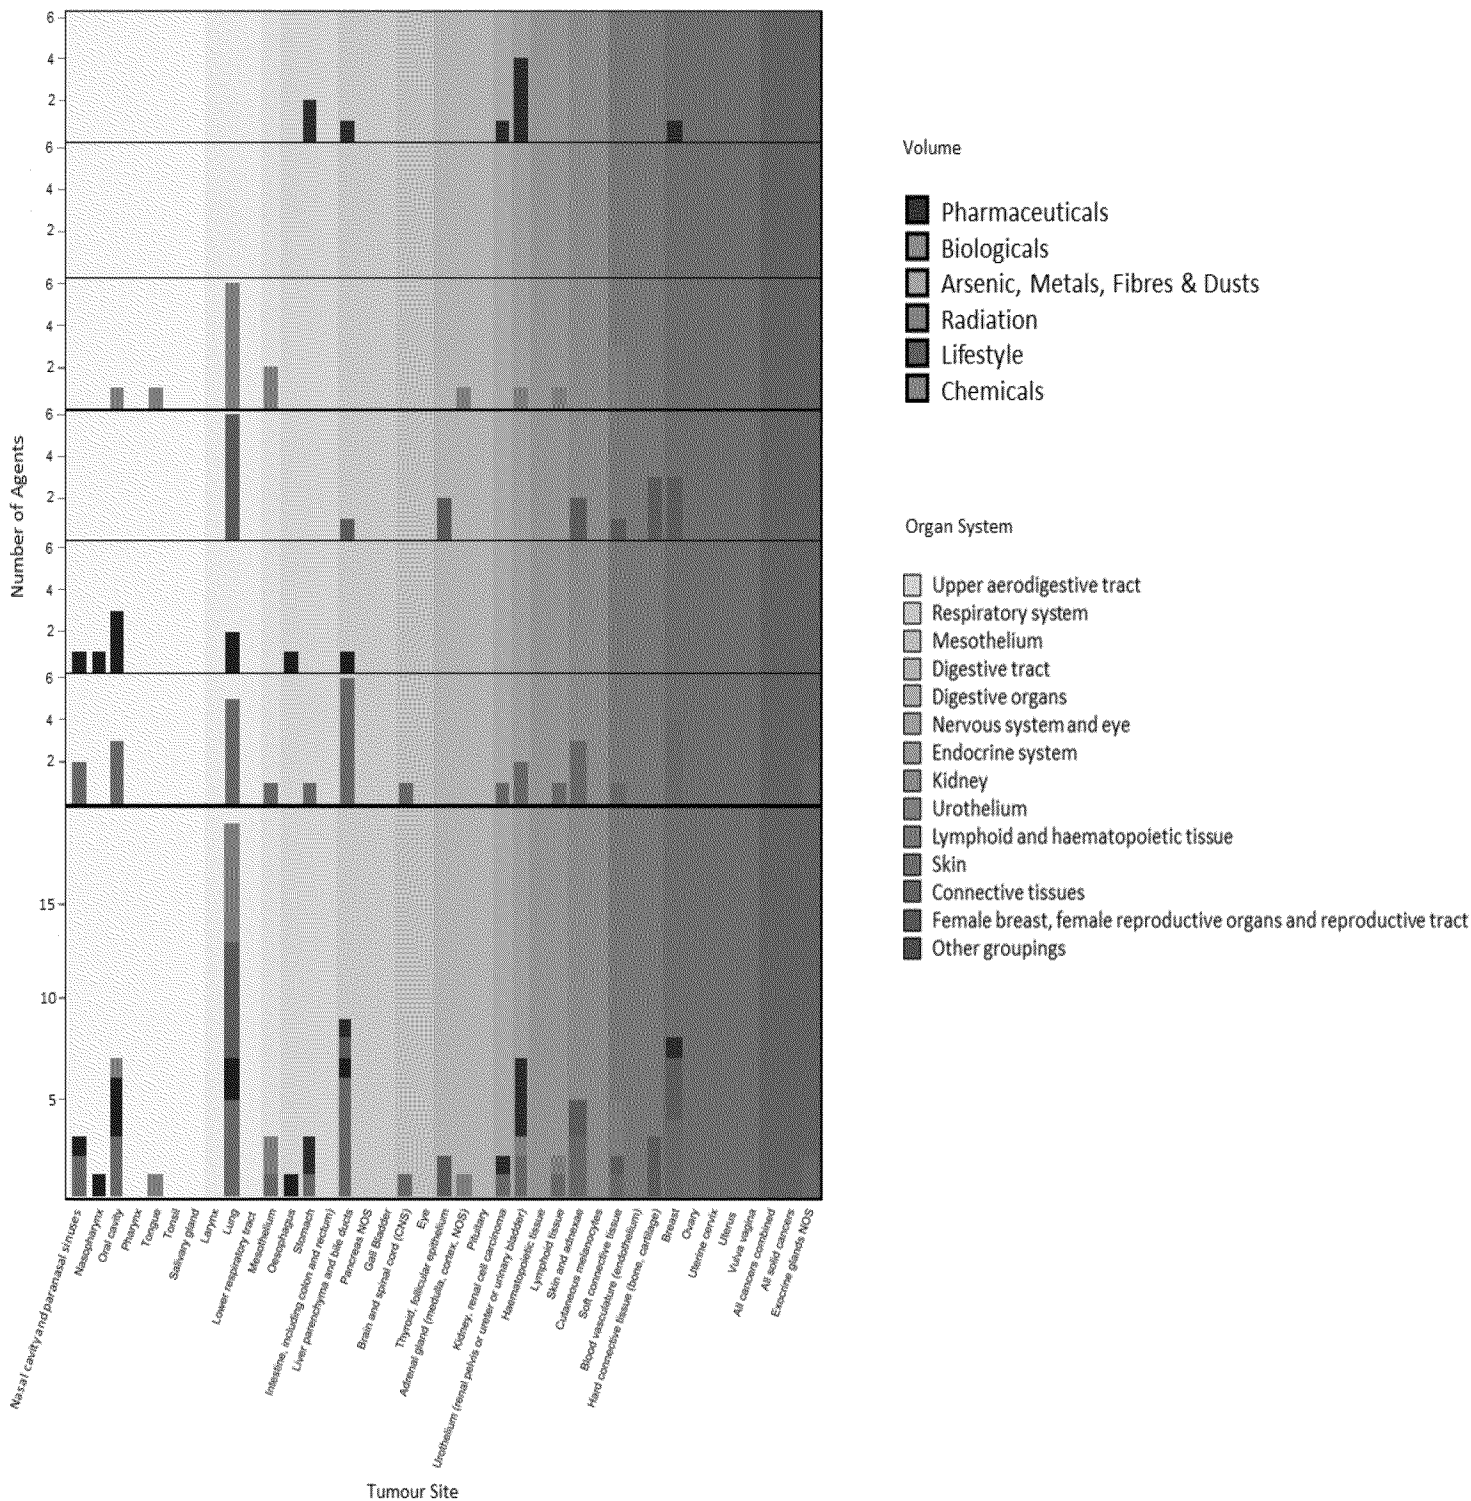 6
4
2
6
4
2
6
4
2
6
4
2
6
4
2
6
4
2
15
10
5
Number of Agents
Volume
Pharmaceuticals
Biologicals
Arsenic, Metals, Fibres & Dusts
Radiation
Lifestyle
Chemicals
Organ System
Upper aerodigestive tract
Respiratory system
Mesothelium
Digestive tract
Digestive organs
Nervous system and eye
Endocrine system
Kidney
Urothelium
Lymphoid and haematopoietic tissue
Skin
Connective tissues
Female breast, female reproductive organs and reproductive tract
Other groupings
Nasal cavity and paranasal sinuses
Nasopharynx
Oral cavity
Pharynx
Tongue
Tonsil
Salivary gland
Larynx
Lung
Lower respiratory tract
Mesothelium
Oesophagus
Stomach
Intestine, including colon and rectum)
Liver parenchyma and bile ducts
Pancreas NOS
Gall Bladder
Brain and spinal cord (CNS)
Eye
Thyroid, follicular epithelium
Adrenal gland (medulla, cortex, NOS)
Pituitary
Kidney, renal cell carcinoma
Urothelium (renal pelvis or ureter or urinary bladder)
Haematopoietic tissue
Lymphoid tissue
Skin and adnexae
Cutaneous melanocytes
Soft connective tissue
Blood vasculature (endothelium)
Hard connective tissue (bone, cartilage)
Breast
Ovary
Uterine cervix
Uterus
Vulva vagina
All cancers combined
All solid cancers
Exocrine glands NOS
Tumour Site